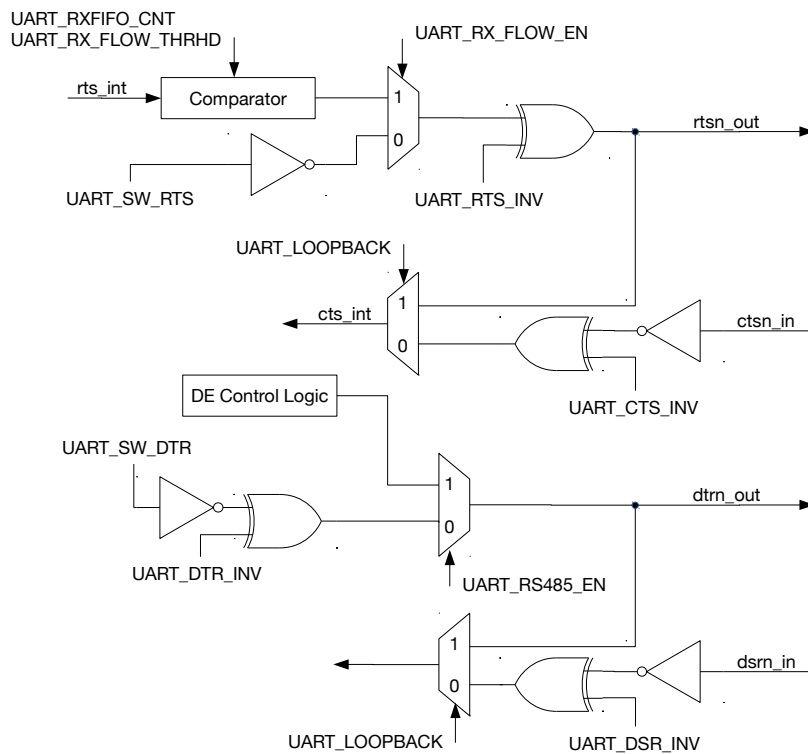 UART_RXFIFO_CNT
UART_RX_FLOW_THRHD
UART_RX_FLOW_EN
rts_int
Comparator
1
0
rtsn_out
UART_SW_RTS
UART_RTS_INV
UART_LOOPBACK
1
cts_int
0
ctsn_in
DE Control Logic
UART_CTS_INV
UART_SW_DTR
1
dtrn_out
0
UART_DTR_INV
UART_RS485_EN
1
0
dsrn_in
UART_LOOPBACK
UART_DSR_INV